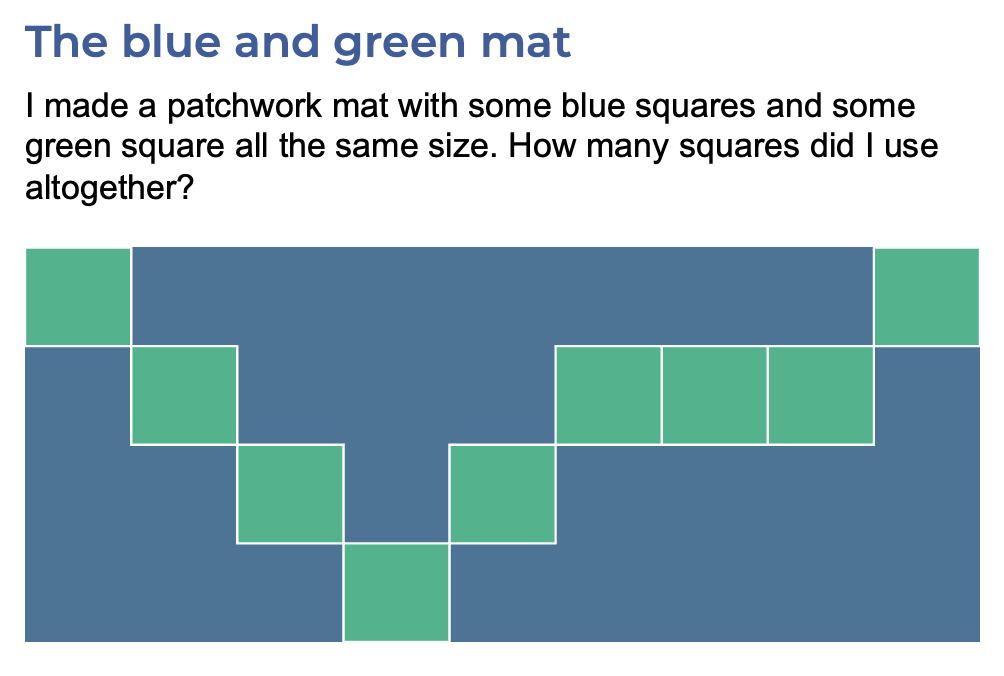 The blue and green mat
I made a patchwork mat with some blue squares and some
green square all the same size. How many squares did I use
altogether?